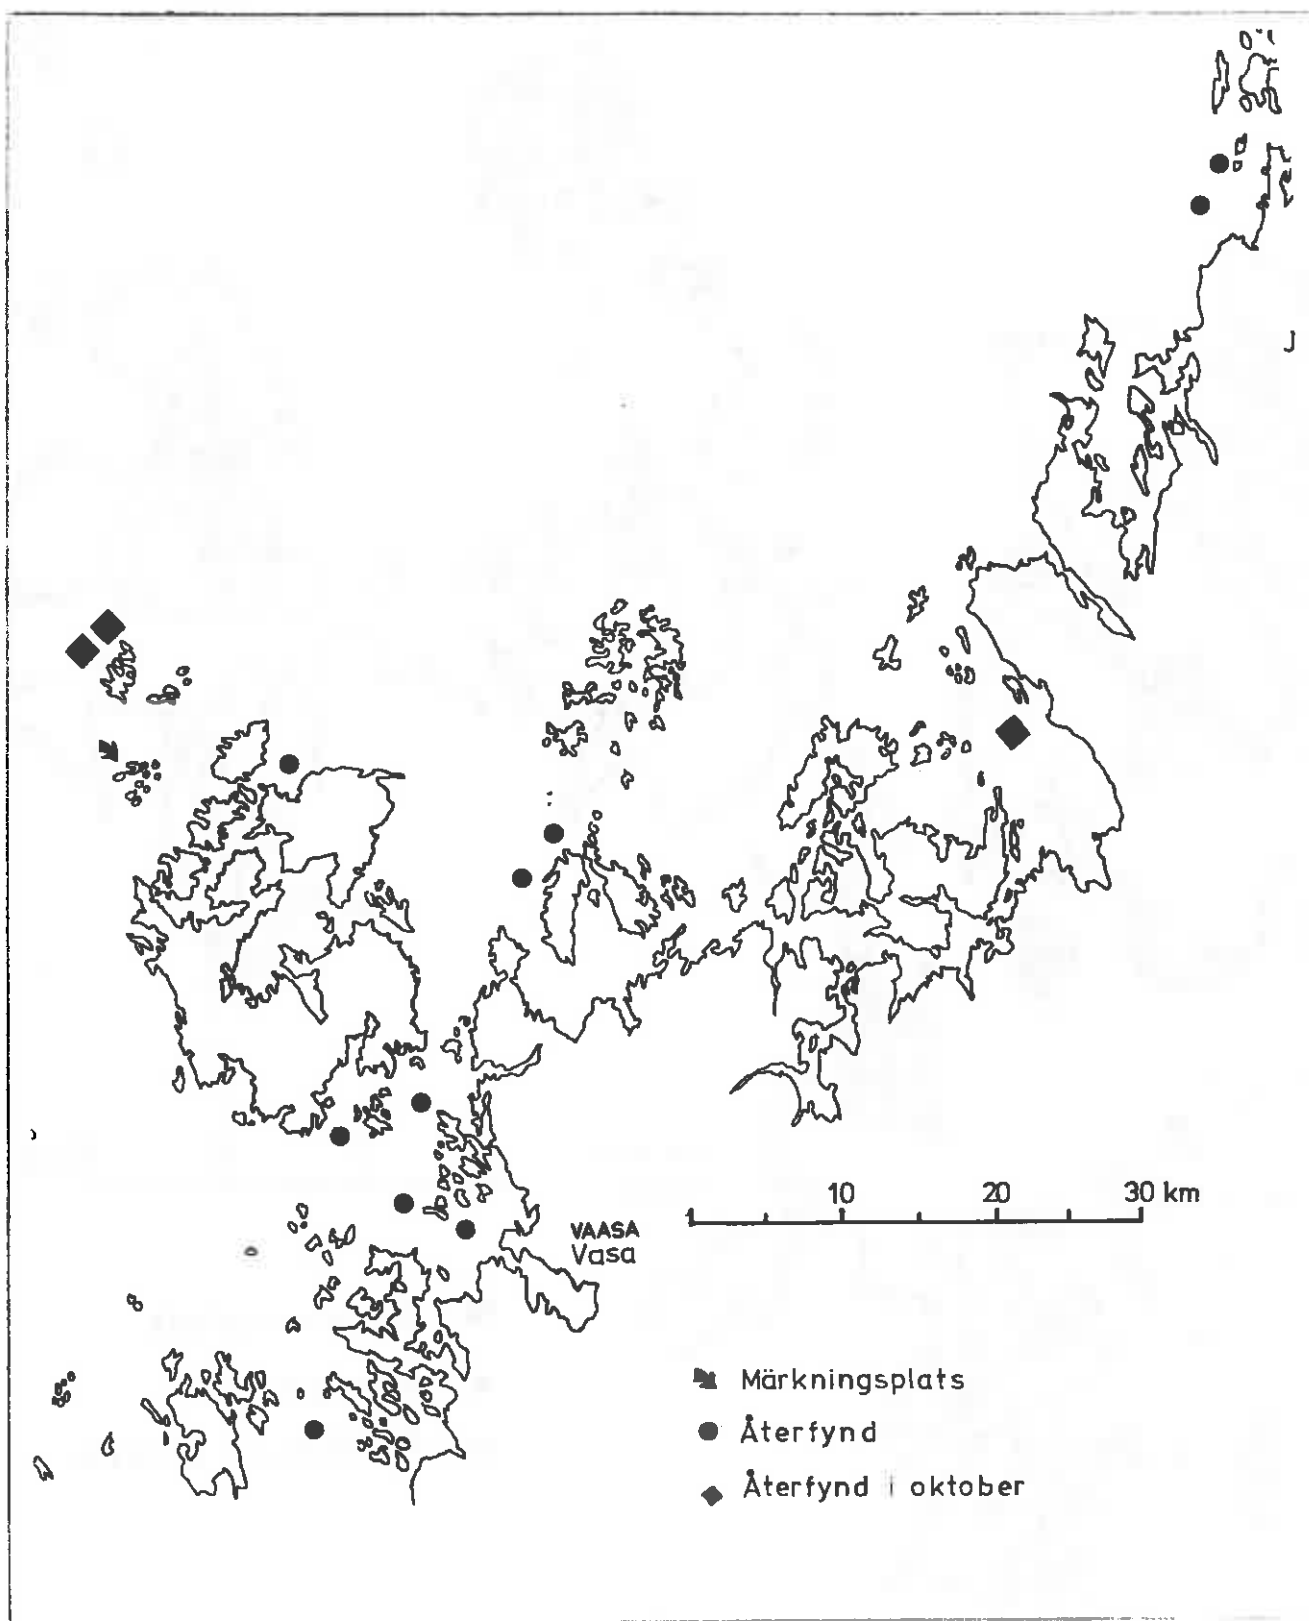 VAASA
Vasa
10 20 30 km
Märkningsplats
Återfynd
Återfynd i oktober